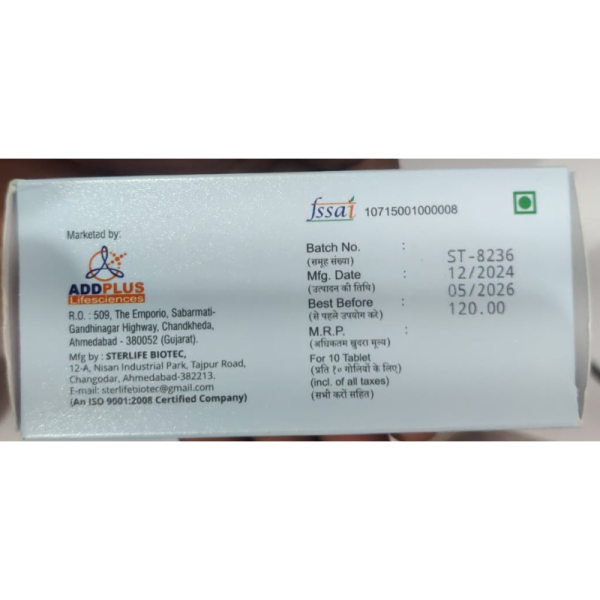 Marketed by:
ADDPLUS
Lifesciences
R.O. : 509, The Emporio, Sabarmati-
Gandhinagar Highway, Chandkheda,
Ahmedabad - 380052 (Gujarat).
Mfg by : STERLIFE BIOTEC,
12-A, Nisan Industrial Park, Tajpur Road,
Changodar, Ahmedabad-382213.
E-mail: sterlifebiotec@gmail.com
(An ISO 9001:2008 Certified Company)
fssai 10715001000008
Batch No. : ST-8236
(समूह संख्या)
Mfg. Date : 12/2024
(उत्पादन की तिथि)
Best Before : 05/2026
(से पहले उपयोग करे)
M.R.P. : 120.00
(अधिकतम खुदरा मूल्य)
For 10 Tablet
(प्रति १० गोलियों के लिए)
(incl. of all taxes)
(सभी करों सहित)